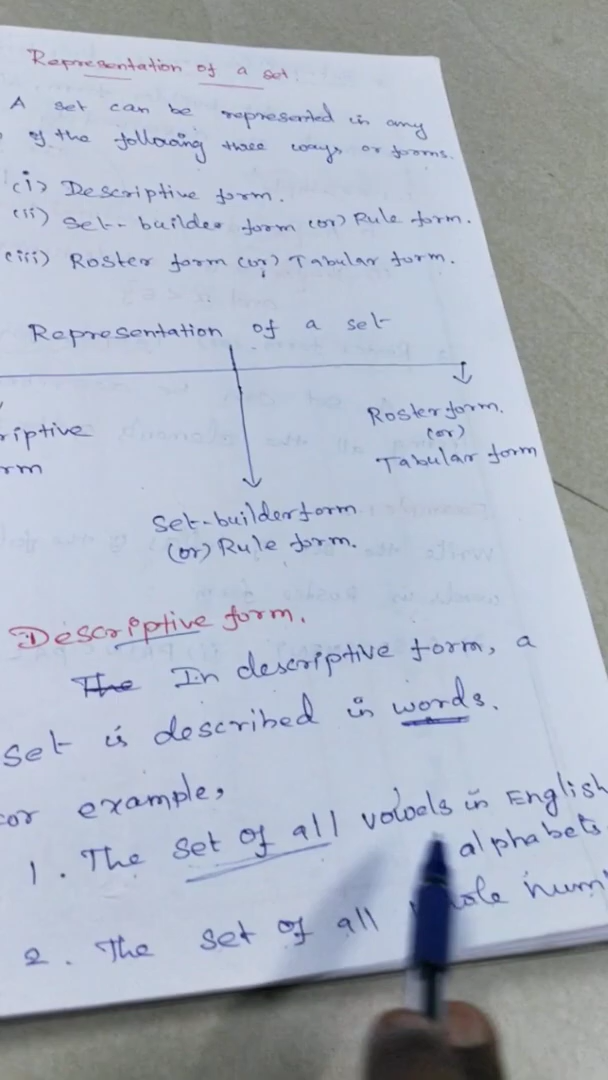 Representation of a set.
A set can be represented in any
of the following three ways or forms.
(i) Descriptive form.
(ii) Set-builder form (or) Rule form.
(iii) Roster form (or) Tabular form.
Representation of a set
riptive
rm
Set-builder form
(or) Rule form.
Roster form.
(or)
Tabular form
Descriptive form.
The In descriptive form, a
set is described in words.
or example,
1. The set of all vowels in English
alphabets
2. The set of all num